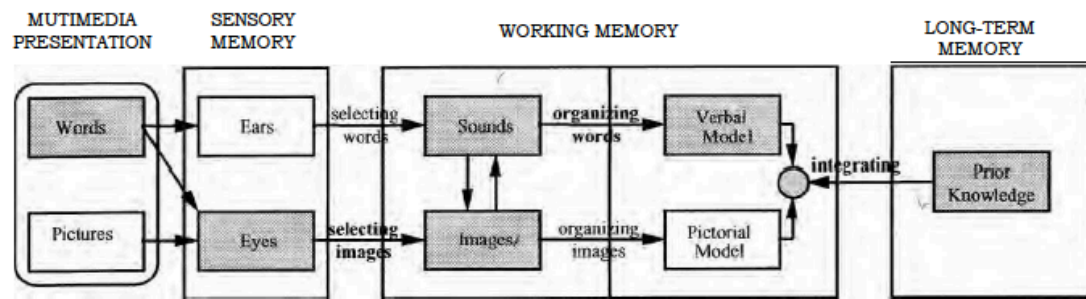 MUTIMEDIA
PRESENTATION
SENSORY
MEMORY
WORKING MEMORY
LONG-TERM
MEMORY
Words
Ears
selecting
words
Sounds
organizing
words
Verbal
Model
integrating
Prior
Knowledge
Pictures
Eyes
selecting
images
Images
organizing
images
Pictorial
Model